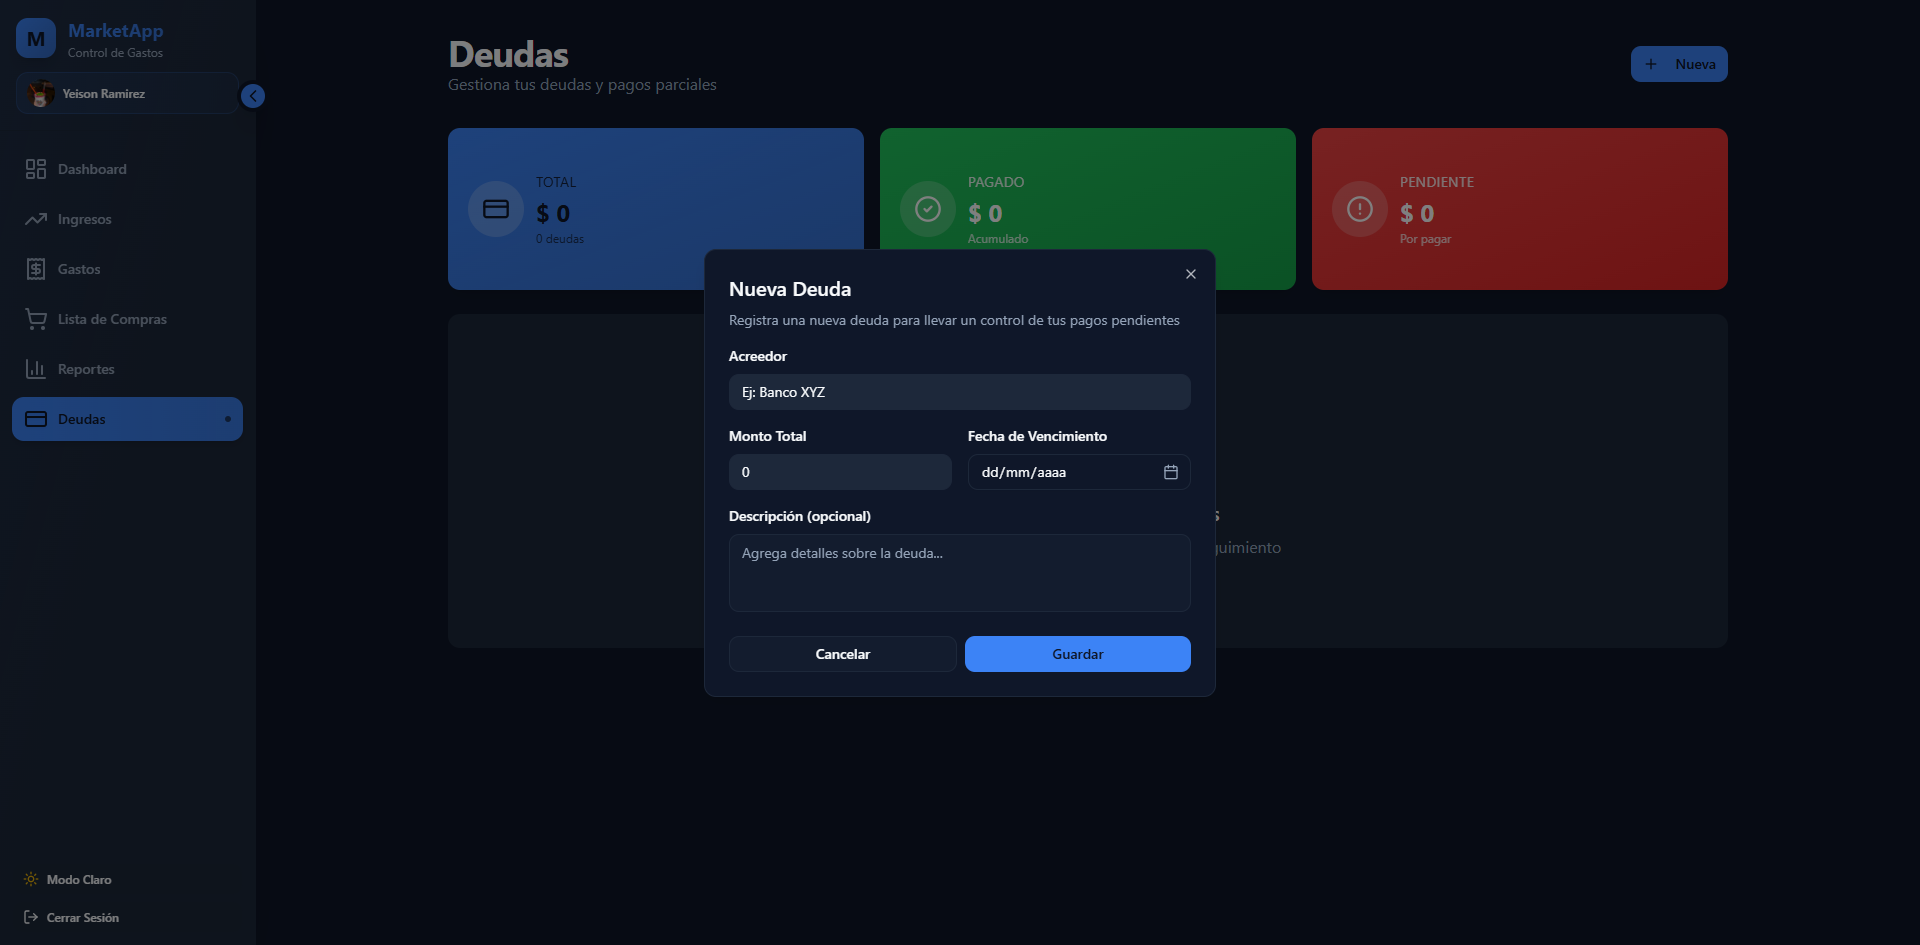 M
MarketApp
Control de Gastos
Yeison Ramirez
Dashboard
Ingresos
Gastos
Lista de Compras
Reportes
Deudas
Modo Claro
Cerrar Sesión
Deudas
Gestiona tus deudas y pagos parciales
Nueva
TOTAL
$ 0
0 deudas
PAGADO
$ 0
Acumulado
PENDIENTE
$ 0
Por pagar
Nueva Deuda
Registra una nueva deuda para llevar un control de tus pagos pendientes
Acreedor
Ej: Banco XYZ
Monto Total
Fecha de Vencimiento
0
dd/mm/aaaa
Descripción (opcional)
Agrega detalles sobre la deuda...
Cancelar
Guardar